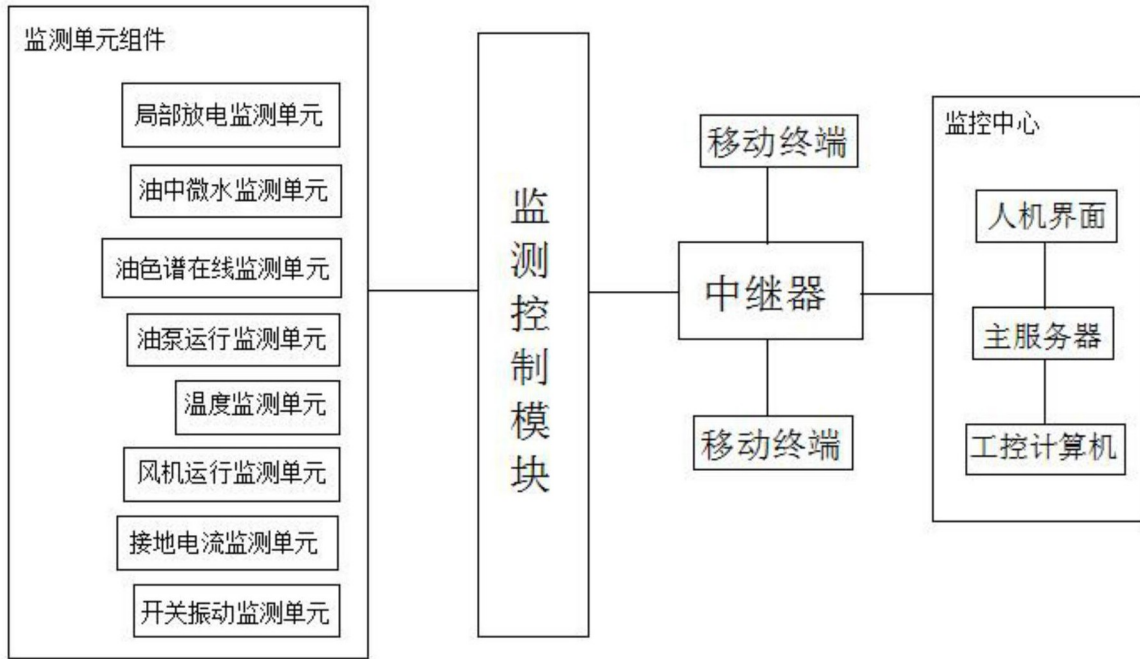 监测单元组件
局部放电监测单元
油中微水监测单元
油色谱在线监测单元
油泵运行监测单元
温度监测单元
风机运行监测单元
接地电流监测单元
开关振动监测单元
监测控制模块
移动终端
中继器
移动终端
监控中心
人机界面
主服务器
工控计算机